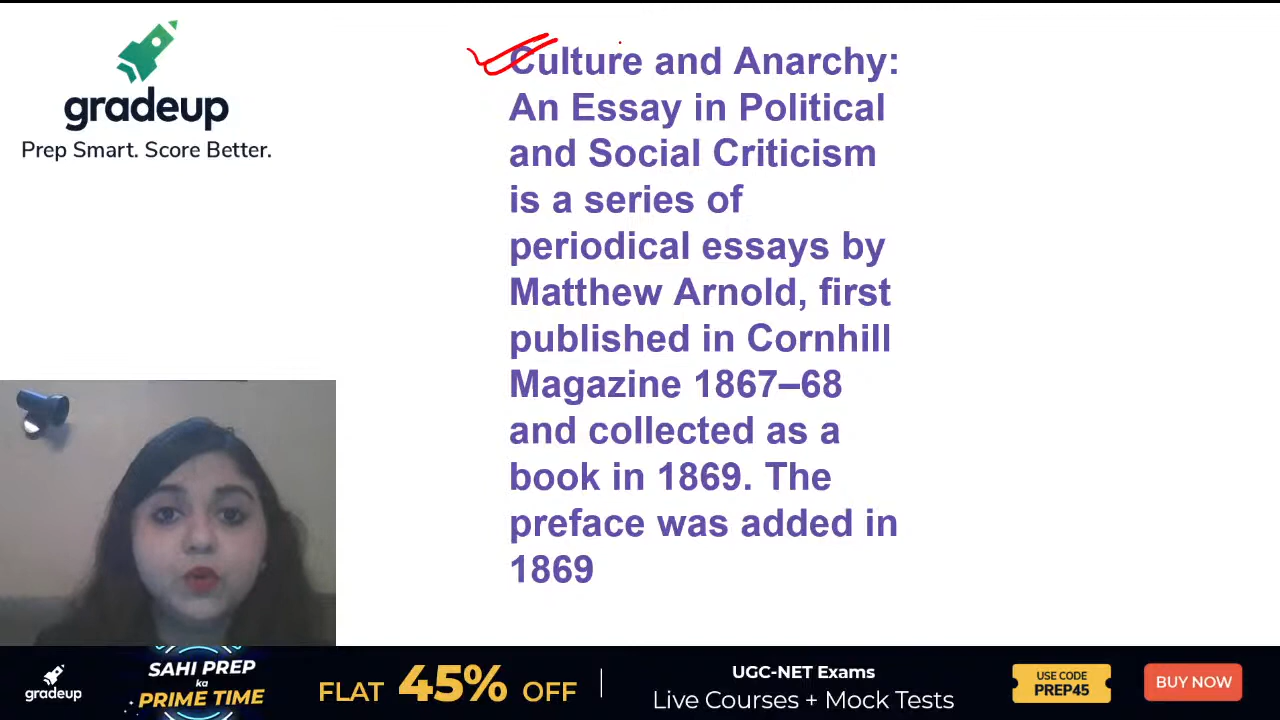 gradeup
Prep Smart. Score Better.
Culture and Anarchy:
An Essay in Political
and Social Criticism
is a series of
periodical essays by
Matthew Arnold, first
published in Cornhill
Magazine 1867–68
and collected as a
book in 1869. The
preface was added in
1869
gradeup
SAHI PREP
ka
PRIME TIME
FLAT 45% OFF
UGC-NET Exams
Live Courses + Mock Tests
USE CODE
PREP45
BUY NOW